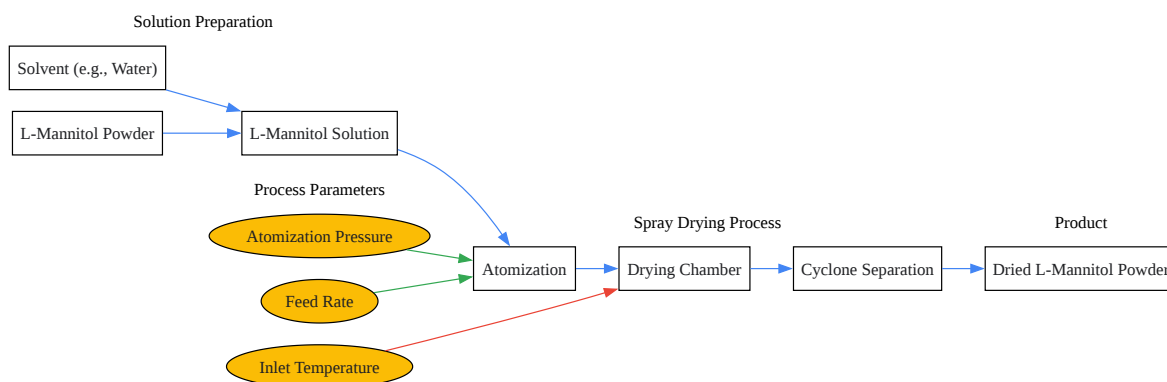 Solution Preparation
Solvent (e.g., Water)
L-Mannitol Powder
L-Mannitol Solution
Process Parameters
Atomization Pressure
Feed Rate
Inlet Temperature
Spray Drying Process
Atomization
Drying Chamber
Cyclone Separation
Product
Dried L-Mannitol Powder